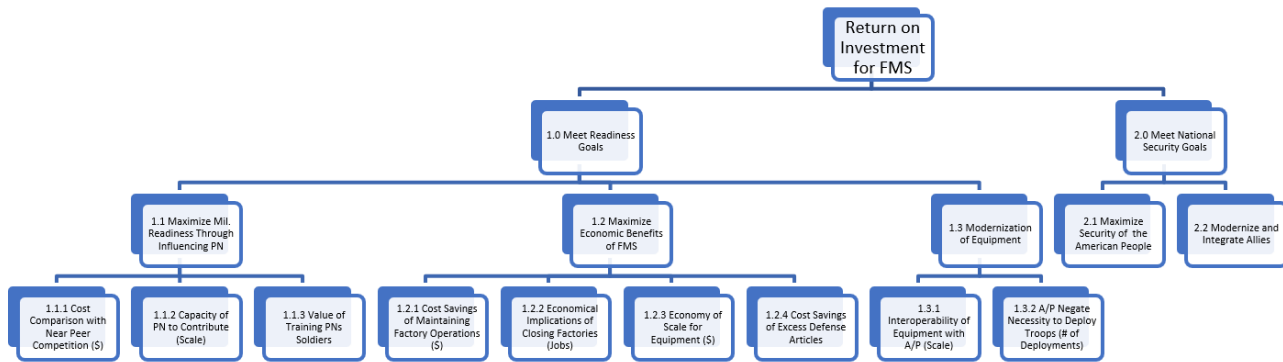 Return on
Investment
for FMS
1.0 Meet Readiness
Goals
2.0 Meet National
Security Goals
1.1 Maximize Mil.
Readiness Through
Influencing PN
1.2 Maximize
Economic Benefits
of FMS
1.3 Modernization
of Equipment
2.1 Maximize
Security of the
American People
2.2 Modernize and
Integrate Allies
1.1.1 Cost
Comparison with
Near Peer
Competition ($)
1.1.2 Capacity of
PN to Contribute
(Scale)
1.1.3 Value of
Training PNs
Soldiers
1.2.1 Cost Savings
of Maintaining
Factory Operations
($)
1.2.2 Economical
Implications of
Closing Factories
(Jobs)
1.2.3 Economy of
Scale for
Equipment ($)
1.2.4 Cost Savings
of Excess Defense
Articles
1.3.1
Interoperability of
Equipment with
A/P (Scale)
1.3.2 A/P Negate
Necessity to Deploy
Troops (# of
Deployments)